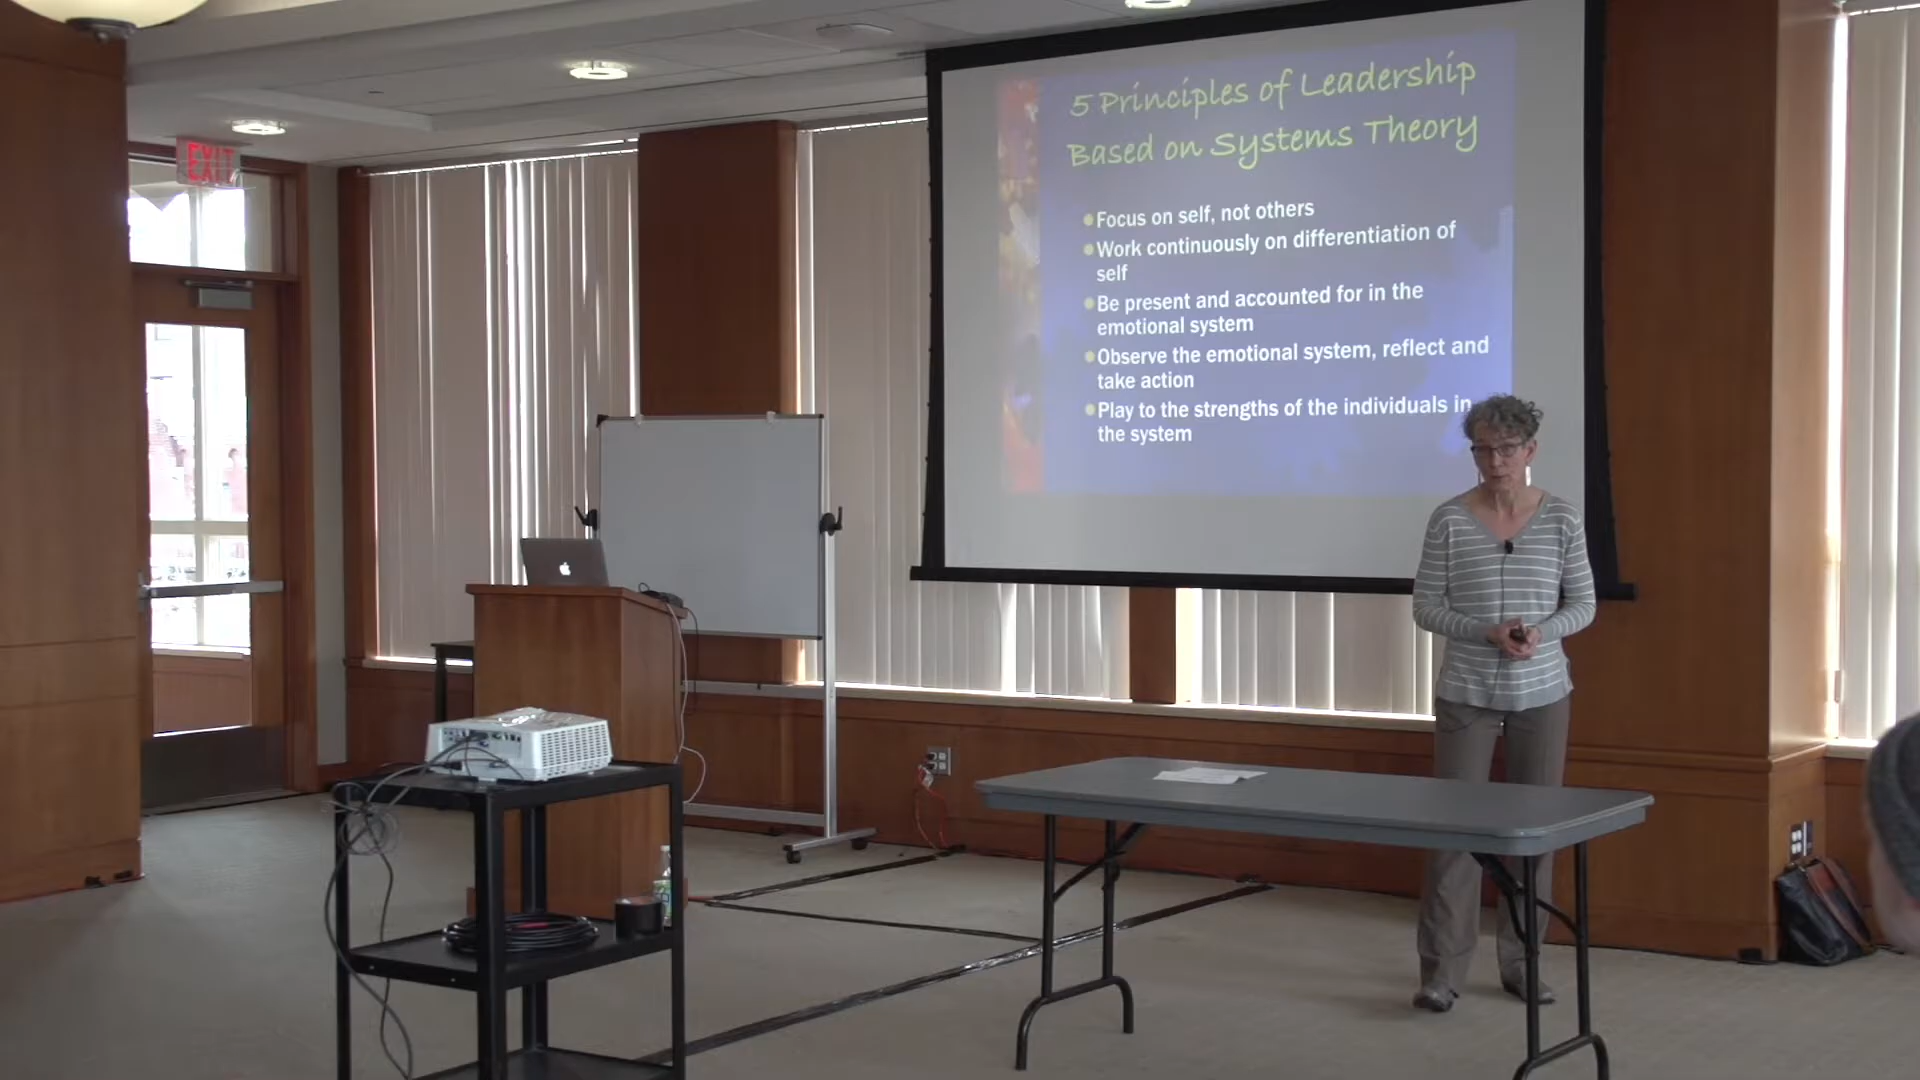 EXIT
5 Principles of Leadership
Based on Systems Theory
Focus on self, not others
Work continuously on differentiation of
self
Be present and accounted for in the
emotional system
Observe the emotional system, reflect and
take action
Play to the strengths of the individuals in
the system